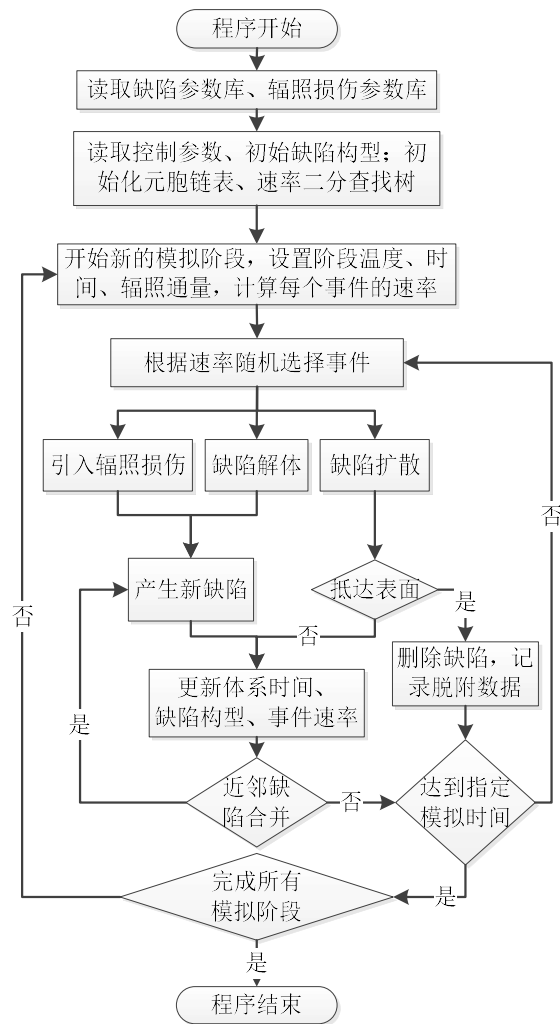 程序开始
读取缺陷参数库、辐照损伤参数库
读取控制参数、初始缺陷构型；初
始化元胞链表、速率二分查找树
开始新的模拟阶段，设置阶段温度、时
间、辐照通量，计算每个事件的速率
根据速率随机选择事件
引入辐照损伤
缺陷解体
缺陷扩散
否
产生新缺陷
抵达表面
是
否
否
删除缺陷，记
录脱附数据
更新体系时间、
缺陷构型、事件速率
是
近邻缺
陷合并
否
达到指定
模拟时间
完成所有
模拟阶段
是
是
程序结束